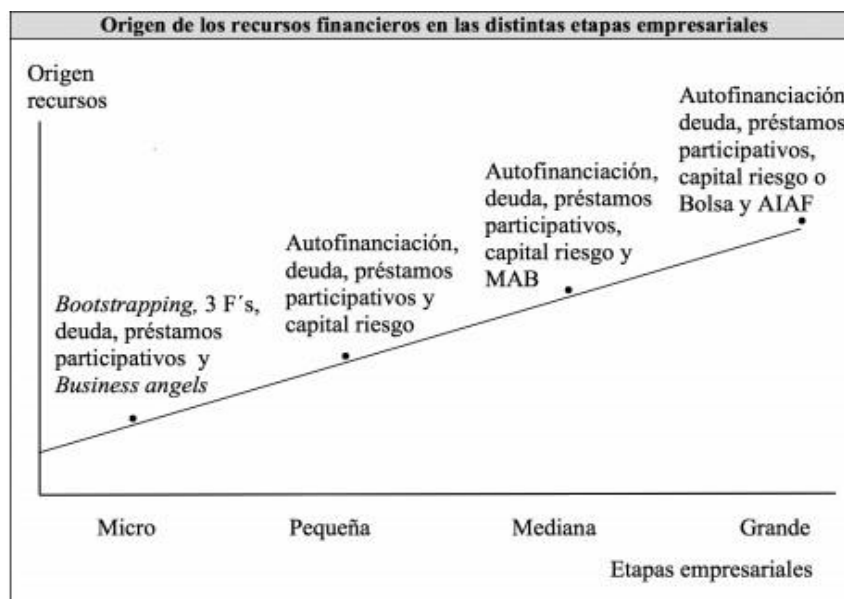 Origen de los recursos financieros en las distintas etapas empresariales
Origen
recursos
Bootstrapping, 3 F´s,
deuda, préstamos
participativos y
Business angels
Autofinanciación,
deuda, préstamos
participativos y
capital riesgo
Autofinanciación,
deuda, préstamos
participativos,
capital riesgo y
MAB
Autofinanciación,
deuda, préstamos
participativos,
capital riesgo o
Bolsa y AIAF
Micro
Pequeña
Mediana
Grande
Etapas empresariales